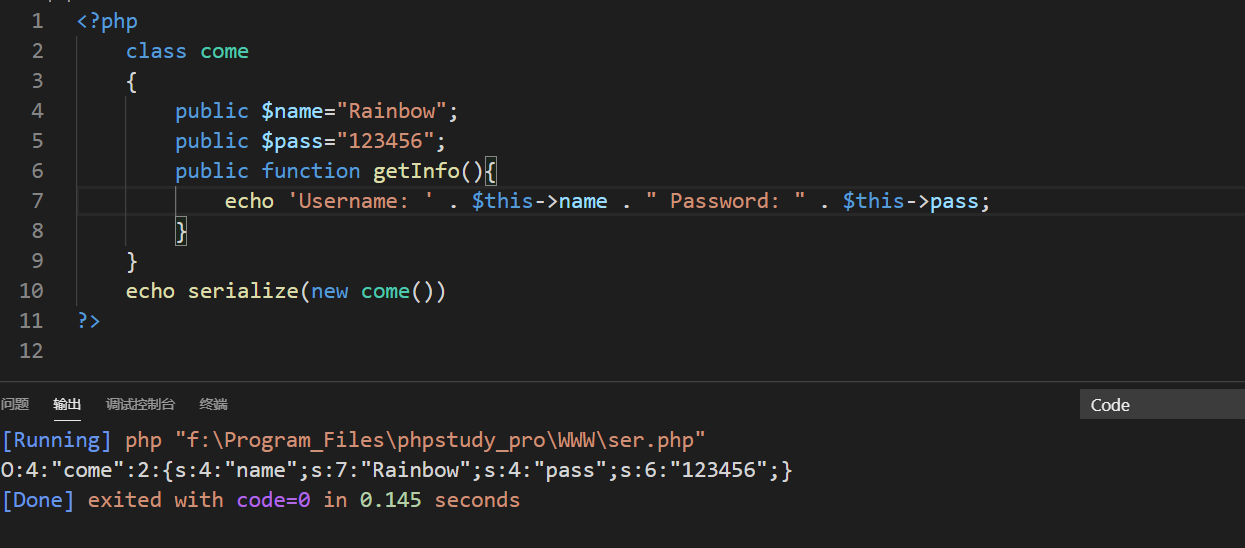 1 <?php
2 class come
3 {
4 public $name="Rainbow";
5 public $pass="123456";
6 public function getInfo(){
7 echo 'Username: ' . $this->name . " Password: " . $this->pass;
8 }
9 }
10 echo serialize(new come())
11 ?>
12
问题 输出 调试控制台 终端 Code
[Running] php "f:\Program_Files\phpstudy_pro\WWW\ser.php"
O:4:"come":2:{s:4:"name";s:7:"Rainbow";s:4:"pass";s:6:"123456";}
[Done] exited with code=0 in 0.145 seconds